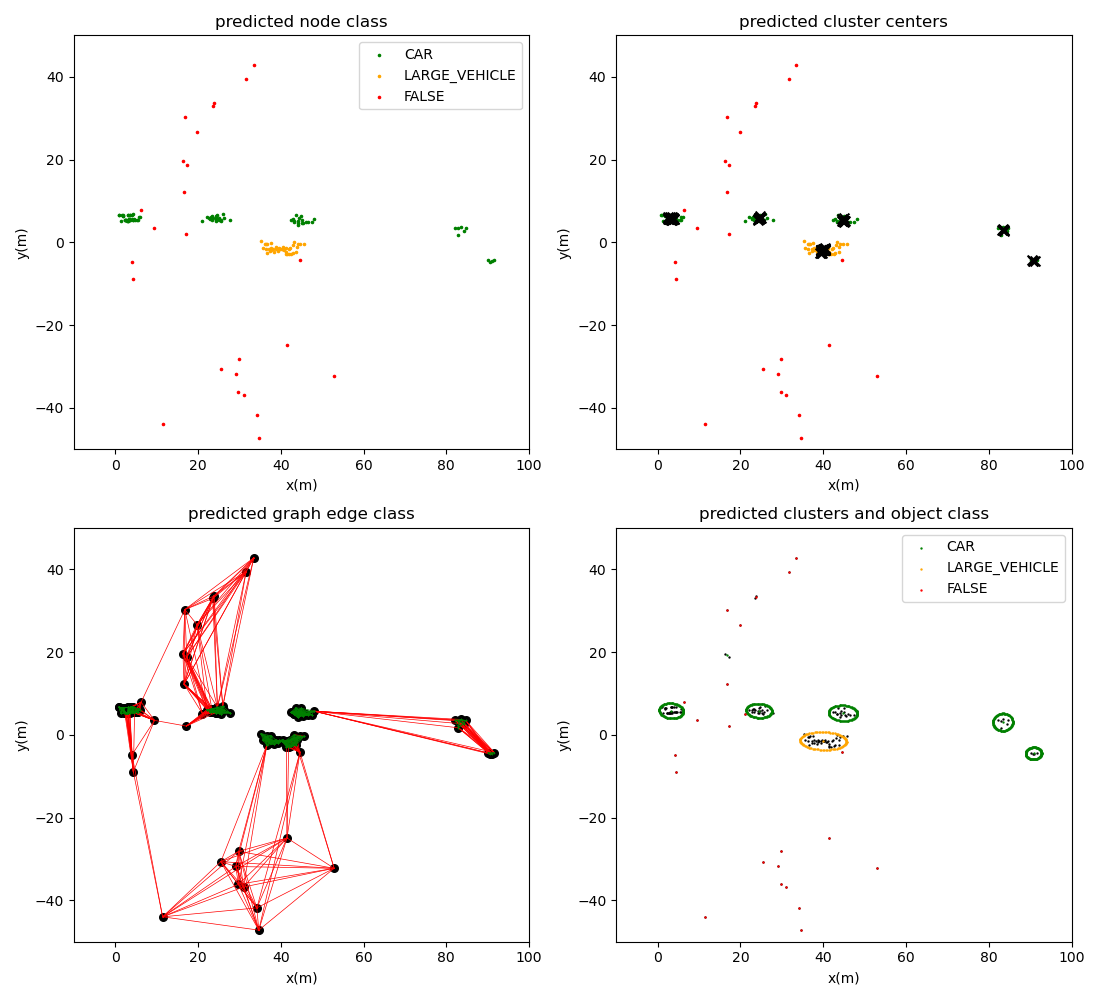 predicted node class
CAR
LARGE_VEHICLE
FALSE
y(m)
40
20
0
−20
−40
0 20 40 60 80 100
x(m)
predicted cluster centers
y(m)
40
20
0
−20
−40
0 20 40 60 80 100
x(m)
predicted graph edge class
y(m)
40
20
0
−20
−40
0 20 40 60 80 100
x(m)
predicted clusters and object class
CAR
LARGE_VEHICLE
FALSE
y(m)
40
20
0
−20
−40
0 20 40 60 80 100
x(m)